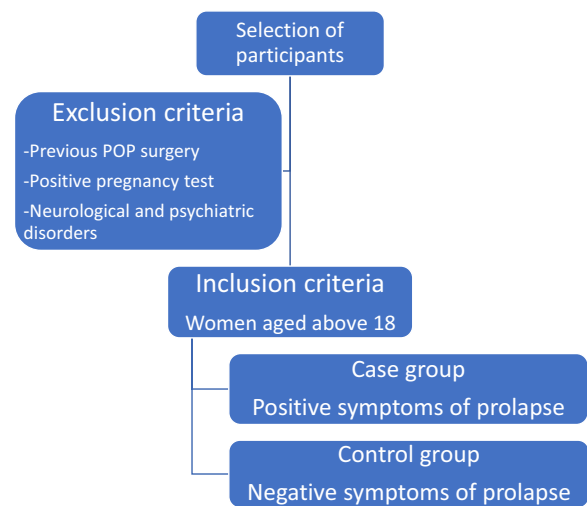 Selection of
participants
Exclusion criteria
-Previous POP surgery
-Positive pregnancy test
-Neurological and psychiatric
disorders
Inclusion criteria
Women aged above 18
Case group
Positive symptoms of prolapse
Control group
Negative symptoms of prolapse